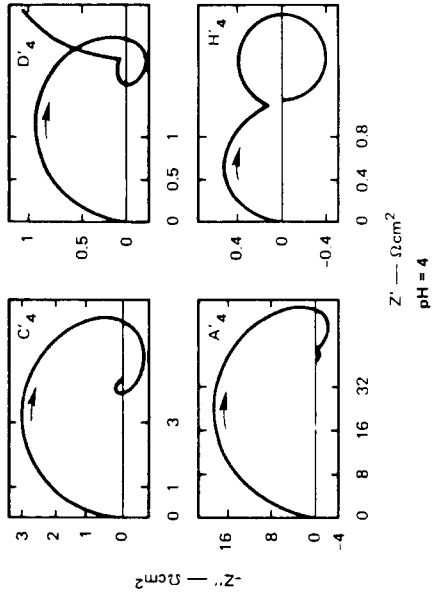 C'4
3
2
1
0
0 1 3
D'4
1
0.5
0
0 0.5 1
A'4
16
8
0
-4
0 8 16 32
H'4
0.4
0
-0.4
0 0.4 0.8
-Z'' — Ωcm²
Z' — Ωcm²
pH = 4